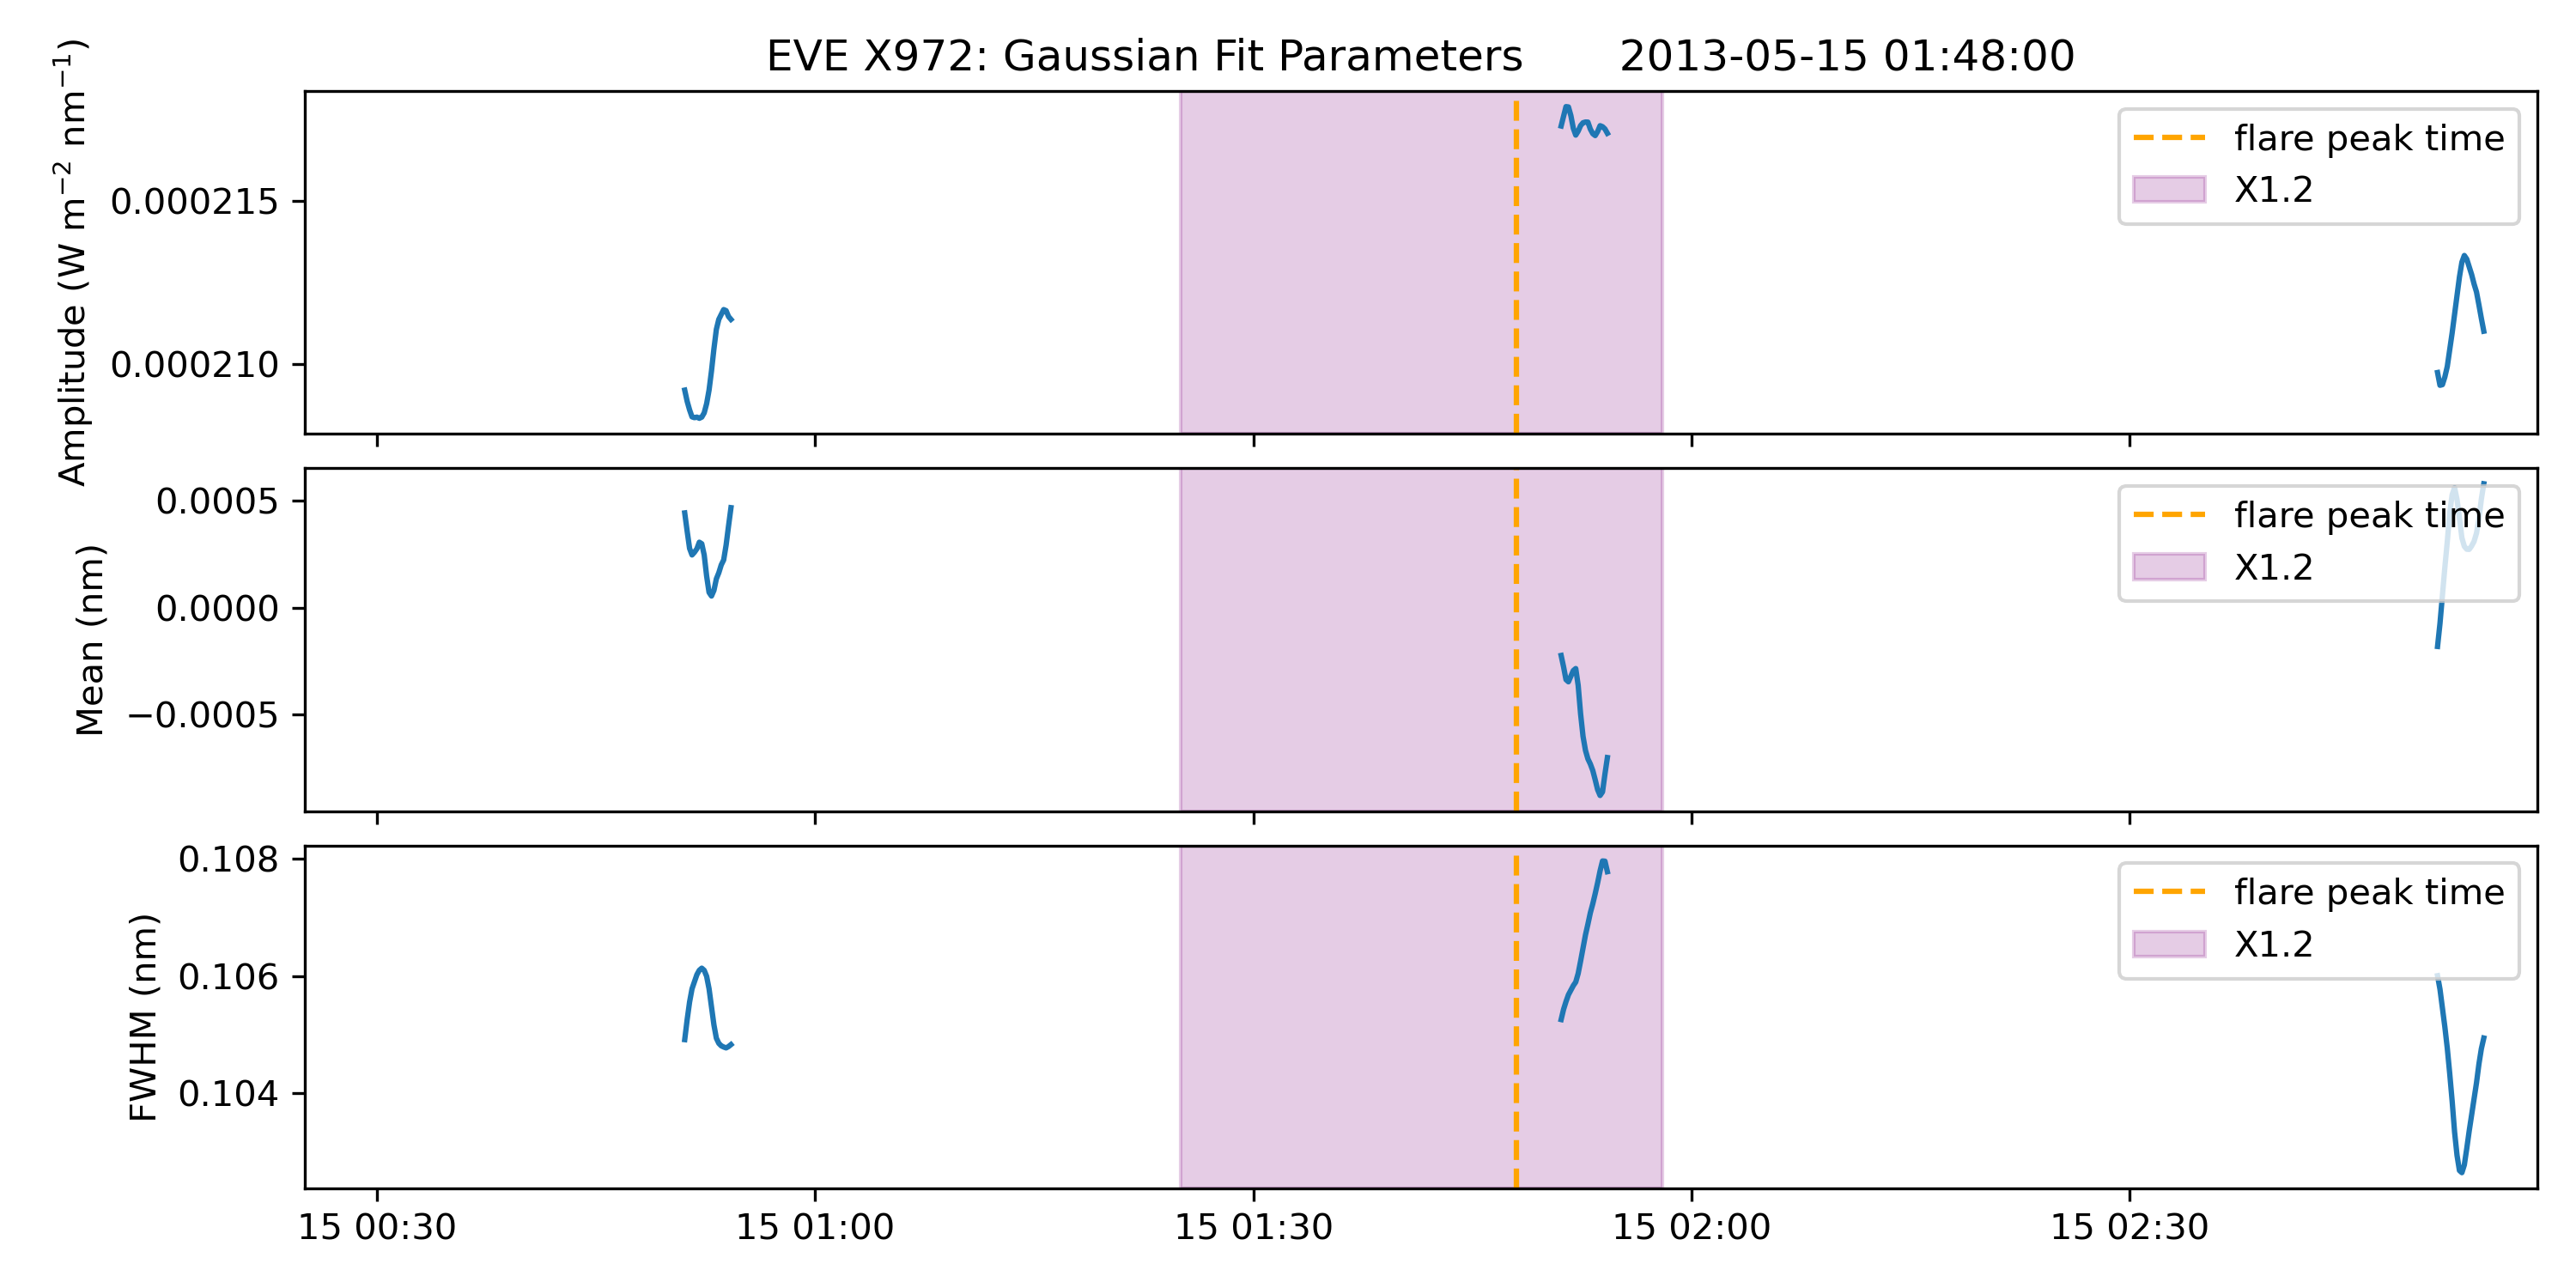 EVE X972: Gaussian Fit Parameters 2013-05-15 01:48:00
Amplitude (W m⁻² nm⁻¹)
0.000215
0.000210
flare peak time
X1.2
Mean (nm)
0.0005
0.0000
−0.0005
flare peak time
X1.2
FWHM (nm)
0.108
0.106
0.104
flare peak time
X1.2
15 00:30 15 01:00 15 01:30 15 02:00 15 02:30